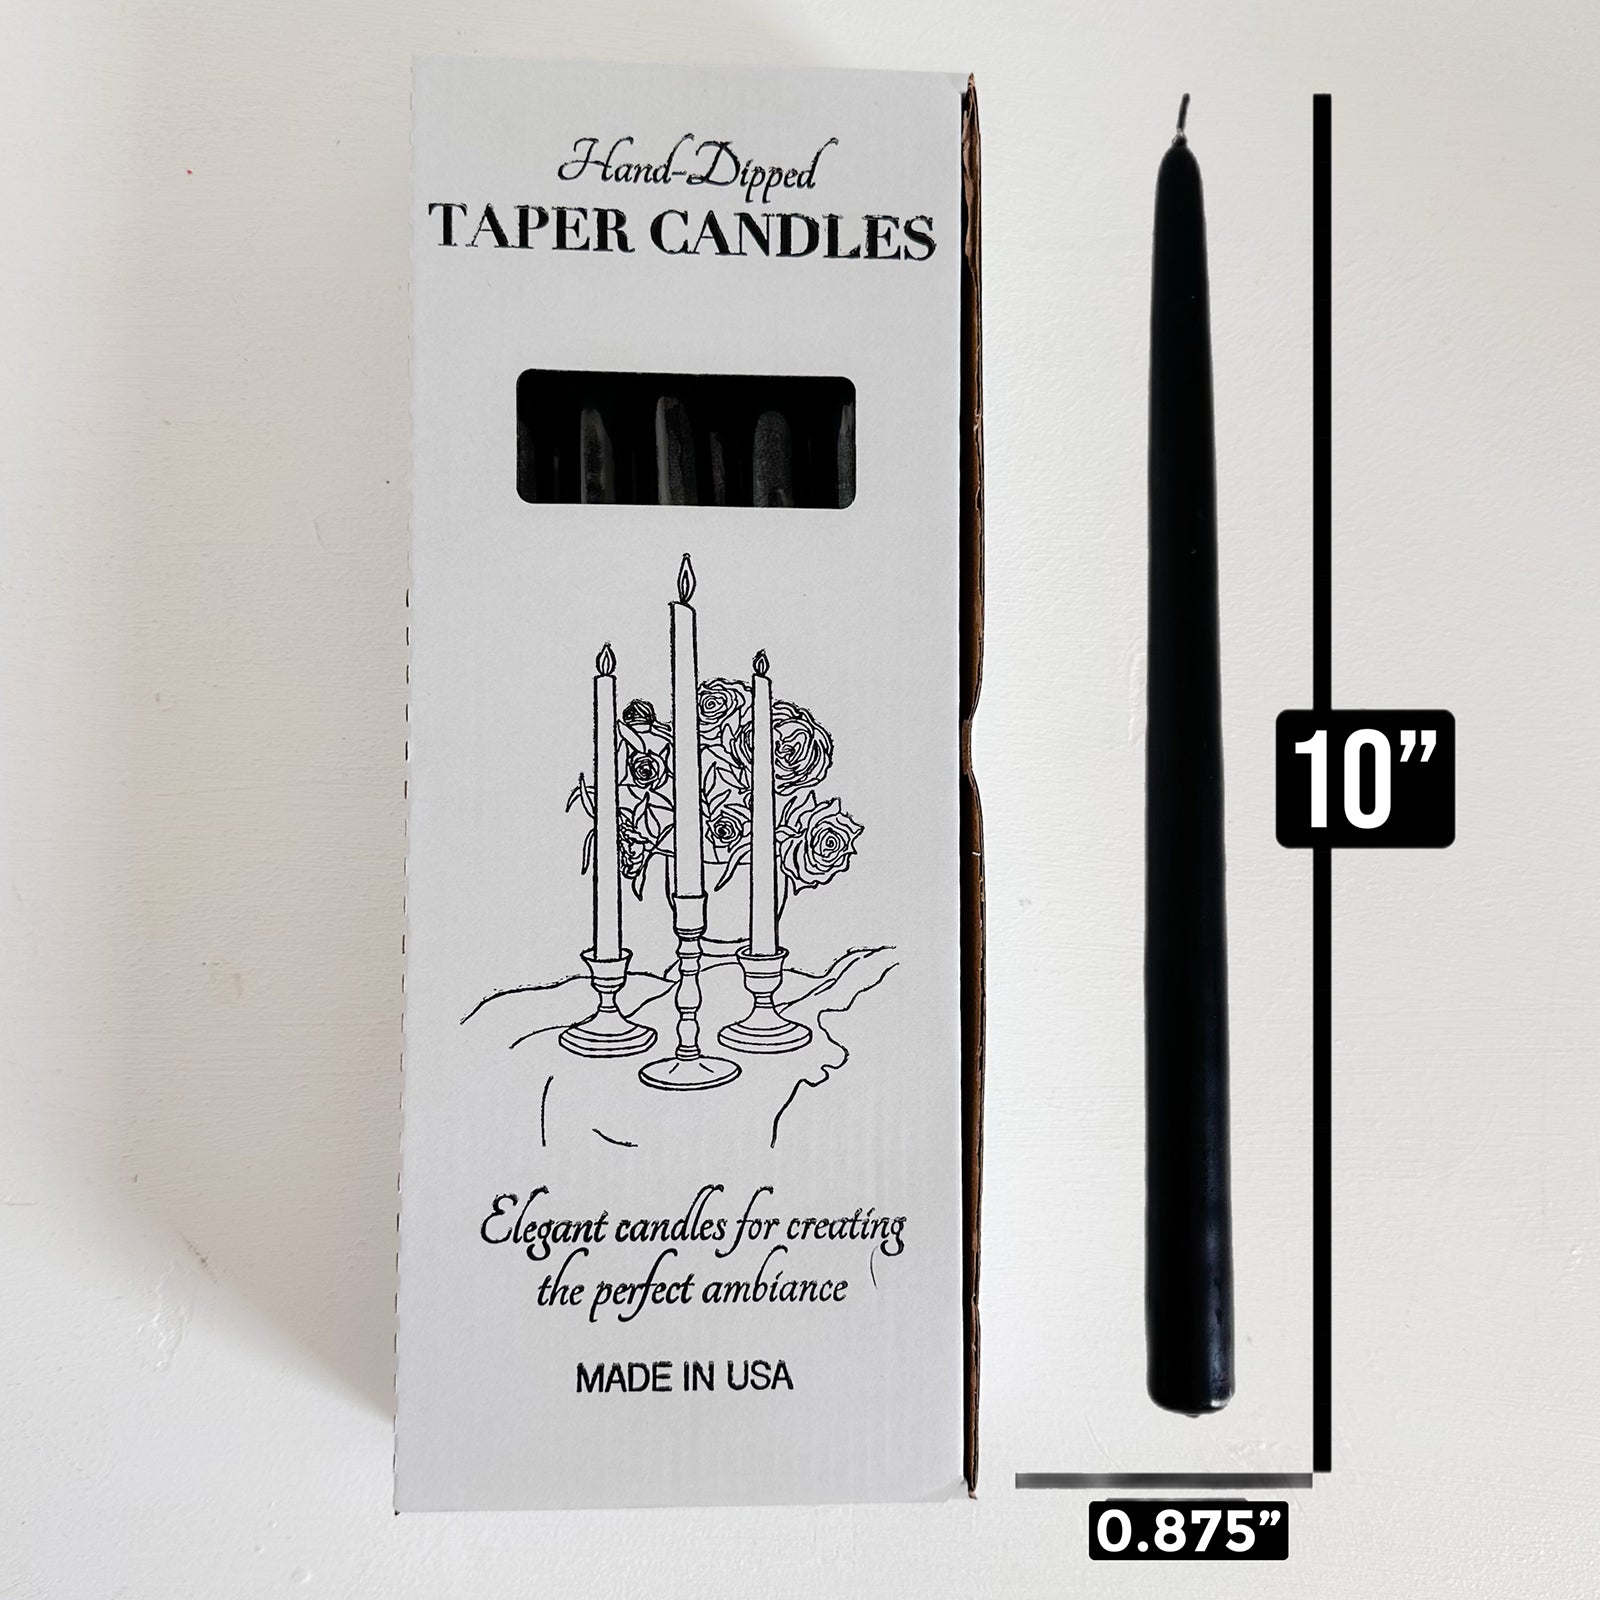 Hand-Dipped
TAPER CANDLES
Elegant candles for creating
the perfect ambiance
MADE IN USA
10”
0.875”